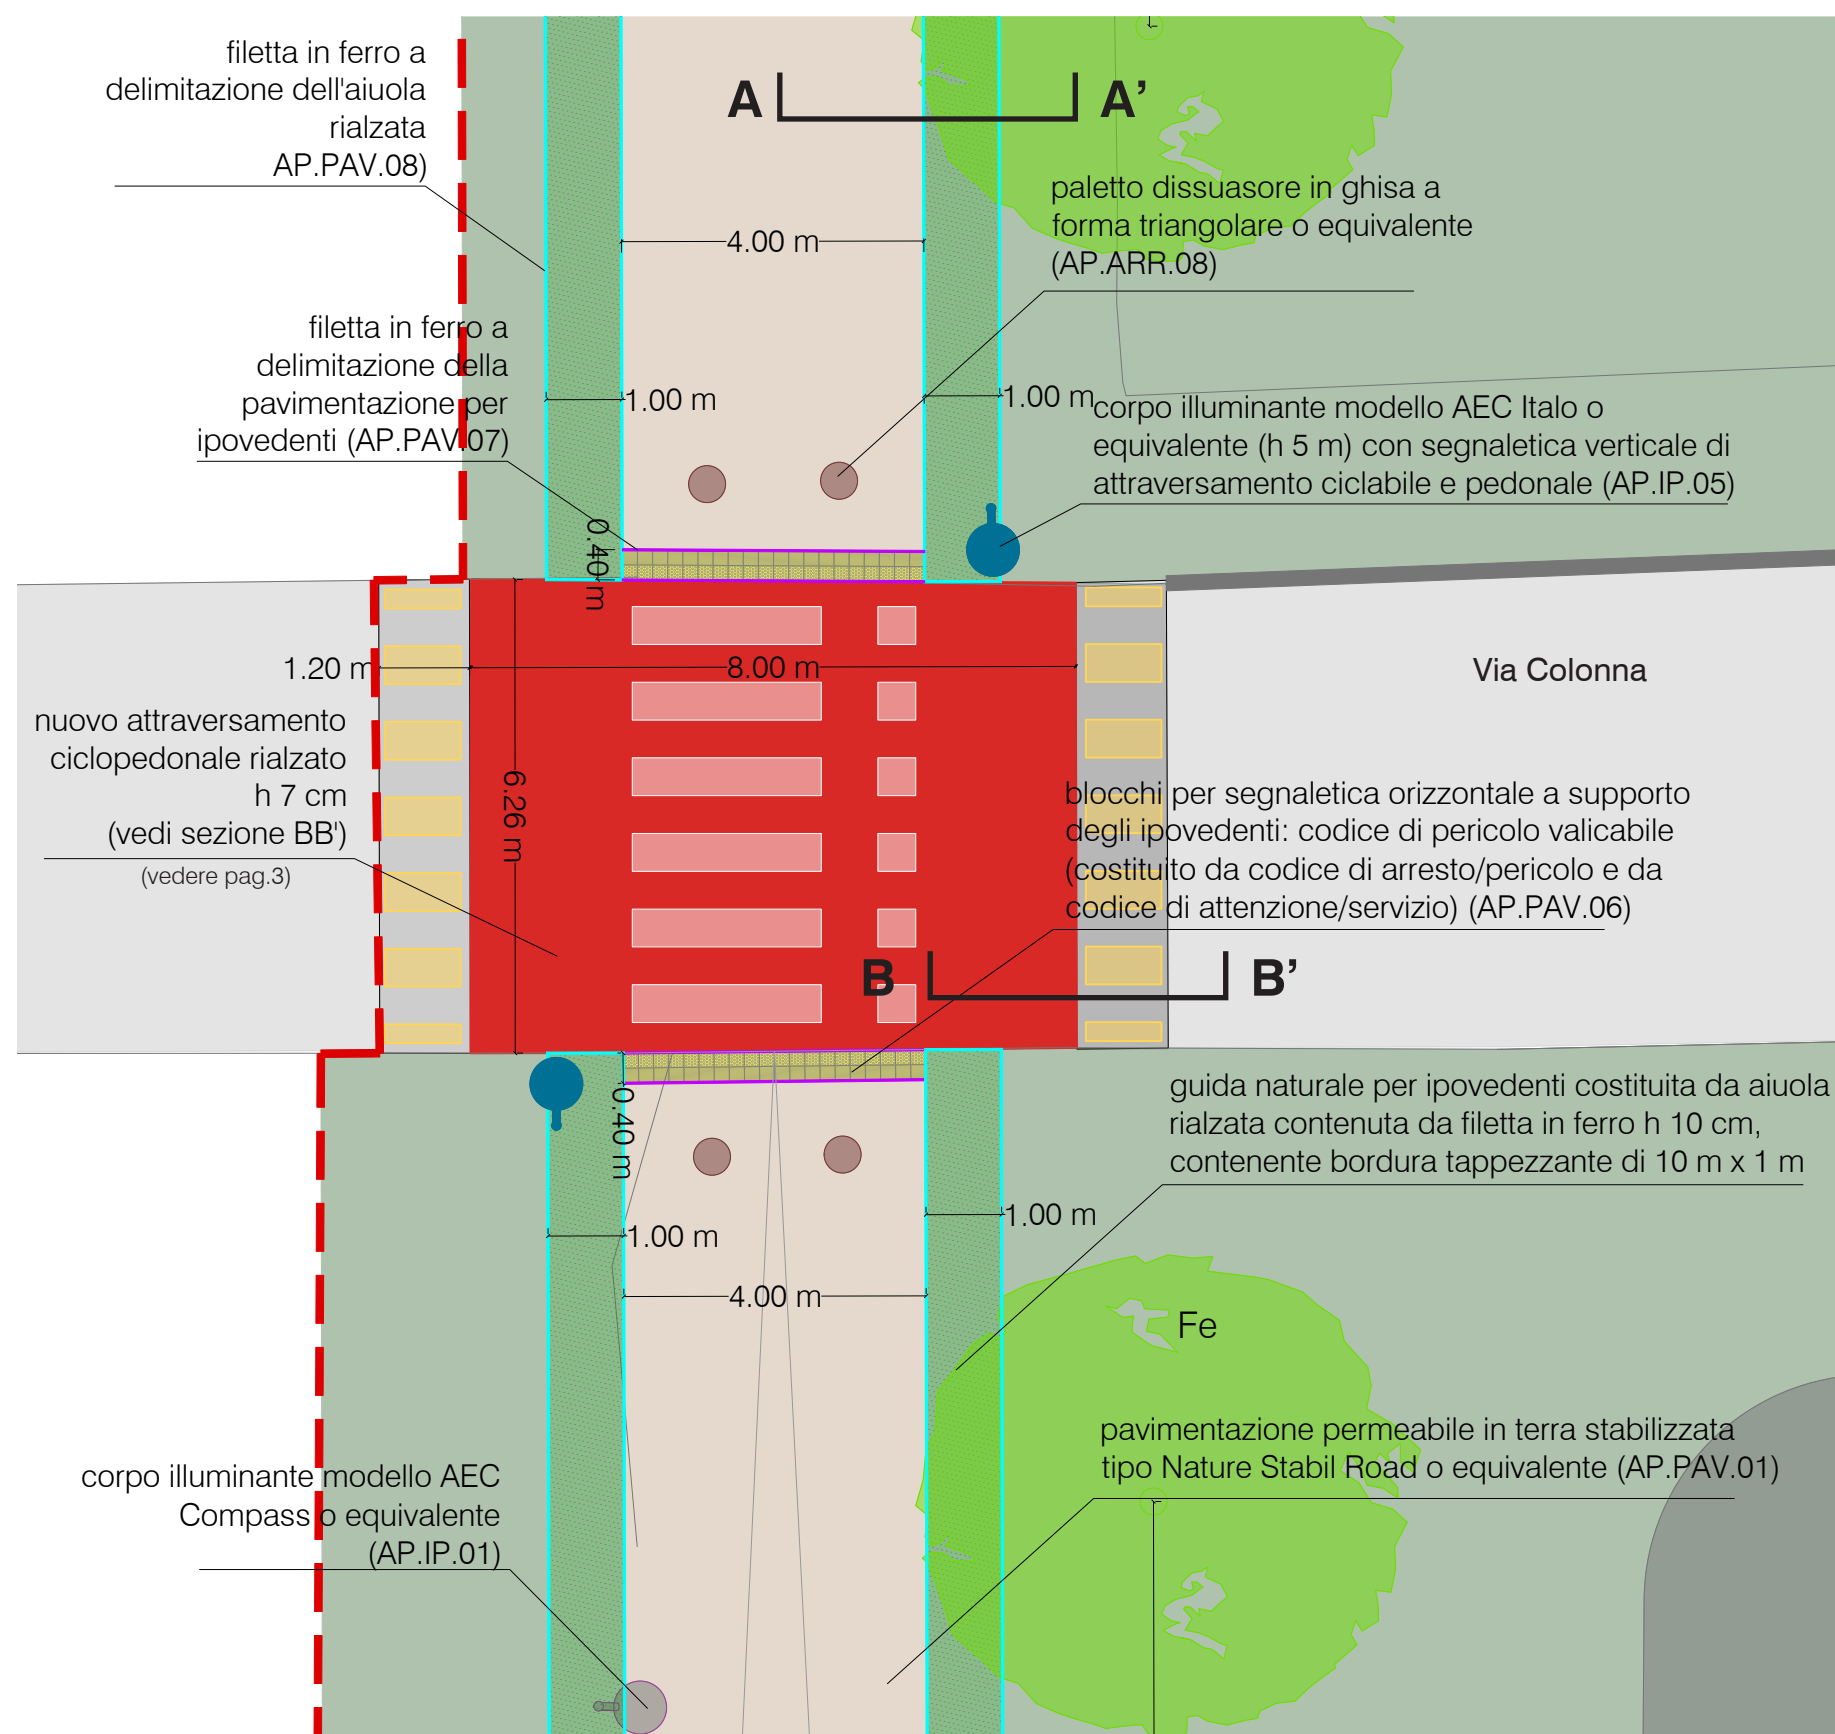 filetta in ferro a
delimitazione dell'aiuola
rialzata
AP.PAV.08)
A
A’
paletto dissuasore in ghisa a
forma triangolare o equivalente
(AP.ARR.08)
4.00 m
filetta in ferro a
delimitazione della
pavimentazione per
ipovedenti (AP.PAV.07)
1.00 m
1.00 m
corpo illuminante modello AEC Italo o
equivalente (h 5 m) con segnaletica verticale di
attraversamento ciclabile e pedonale (AP.IP.05)
0.40 m
1.20 m
8.00 m
Via Colonna
nuovo attraversamento
ciclopedonale rialzato
h 7 cm
(vedi sezione BB')
(vedere pag.3)
6.26 m
blocchi per segnaletica orizzontale a supporto
degli ipovedenti: codice di pericolo valicabile
(costituito da codice di arresto/pericolo e da
codice di attenzione/servizio) (AP.PAV.06)
B
B’
0.40 m
guida naturale per ipovedenti costituita da aiuola
rialzata contenuta da filetta in ferro h 10 cm,
contenente bordura tappezzante di 10 m x 1 m
1.00 m
1.00 m
4.00 m
Fe
pavimentazione permeabile in terra stabilizzata
tipo Nature Stabil Road o equivalente (AP.PAV.01)
corpo illuminante modello AEC
Compass o equivalente
(AP.IP.01)